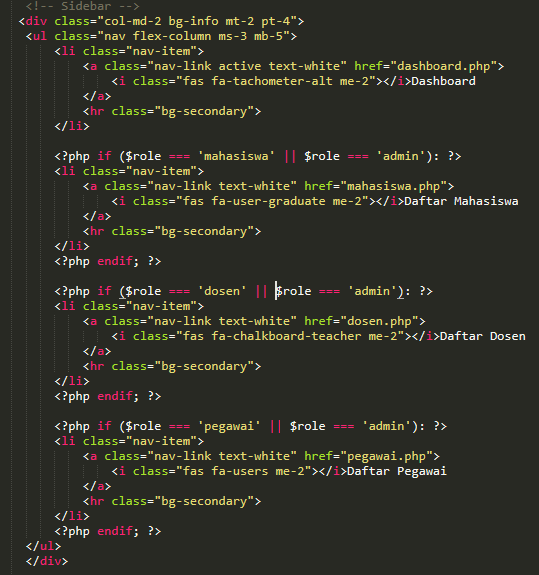 <!-- Sidebar -->
<div class="col-md-2 bg-info mt-2 pt-4">
<ul class="nav flex-column ms-3 mb-5">
<li class="nav-item">
<a class="nav-link active text-white" href="dashboard.php">
<i class="fas fa-tachometer-alt me-2"></i>Dashboard
</a>
<hr class="bg-secondary">
</li>
<?php if ($role === 'mahasiswa' || $role === 'admin'): ?>
<li class="nav-item">
<a class="nav-link text-white" href="mahasiswa.php">
<i class="fas fa-user-graduate me-2"></i>Daftar Mahasiswa
</a>
<hr class="bg-secondary">
</li>
<?php endif; ?>
<?php if ($role === 'dosen' || $role === 'admin'): ?>
<li class="nav-item">
<a class="nav-link text-white" href="dosen.php">
<i class="fas fa-chalkboard-teacher me-2"></i>Daftar Dosen
</a>
<hr class="bg-secondary">
</li>
<?php endif; ?>
<?php if ($role === 'pegawai' || $role === 'admin'): ?>
<li class="nav-item">
<a class="nav-link text-white" href="pegawai.php">
<i class="fas fa-users me-2"></i>Daftar Pegawai
</a>
<hr class="bg-secondary">
</li>
<?php endif; ?>
</ul>
</div>